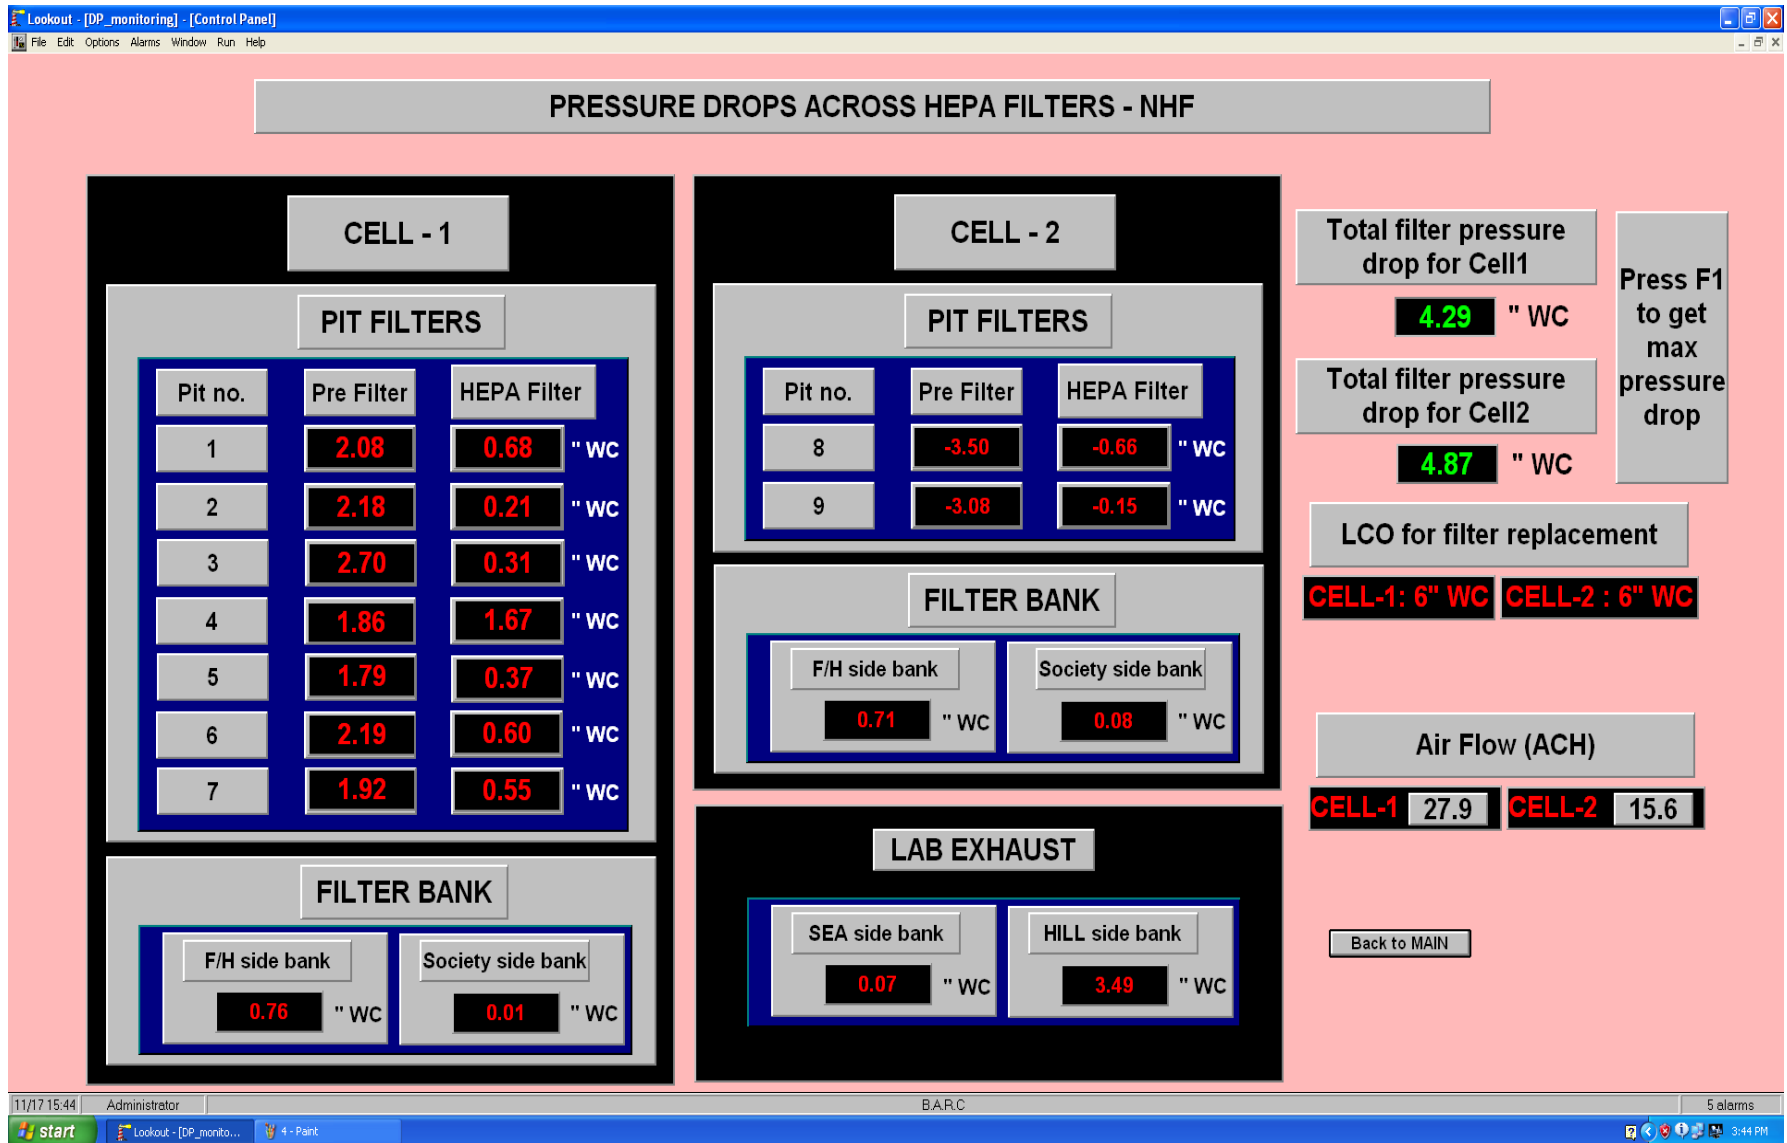 Lookout - [DP_monitoring] - [Control Panel]
File Edit Options Alarms Window Run Help
PRESSURE DROPS ACROSS HEPA FILTERS - NHF
CELL - 1
PIT FILTERS
Pit no. Pre Filter HEPA Filter
1 2.08 0.68 " WC
2 2.18 0.21 " WC
3 2.70 0.31 " WC
4 1.86 1.67 " WC
5 1.79 0.37 " WC
6 2.19 0.60 " WC
7 1.92 0.55 " WC
FILTER BANK
F/H side bank Society side bank
0.76 " WC 0.01 " WC
CELL - 2
PIT FILTERS
Pit no. Pre Filter HEPA Filter
8 -3.50 -0.66 " WC
9 -3.08 -0.15 " WC
FILTER BANK
F/H side bank Society side bank
0.71 " WC 0.08 " WC
LAB EXHAUST
SEA side bank HILL side bank
0.07 " WC 3.49 " WC
Total filter pressure
drop for Cell1
4.29 " WC
Total filter pressure
drop for Cell2
4.87 " WC
Press F1
to get
max
pressure
drop
LCO for filter replacement
CELL-1: 6" WC CELL-2 : 6" WC
Air Flow (ACH)
CELL-1 27.9 CELL-2 15.6
Back to MAIN
11/17 15:44 Administrator B.A.R.C 5 alarms
start Lookout - [DP_monito... 4 - Paint 3:44 PM